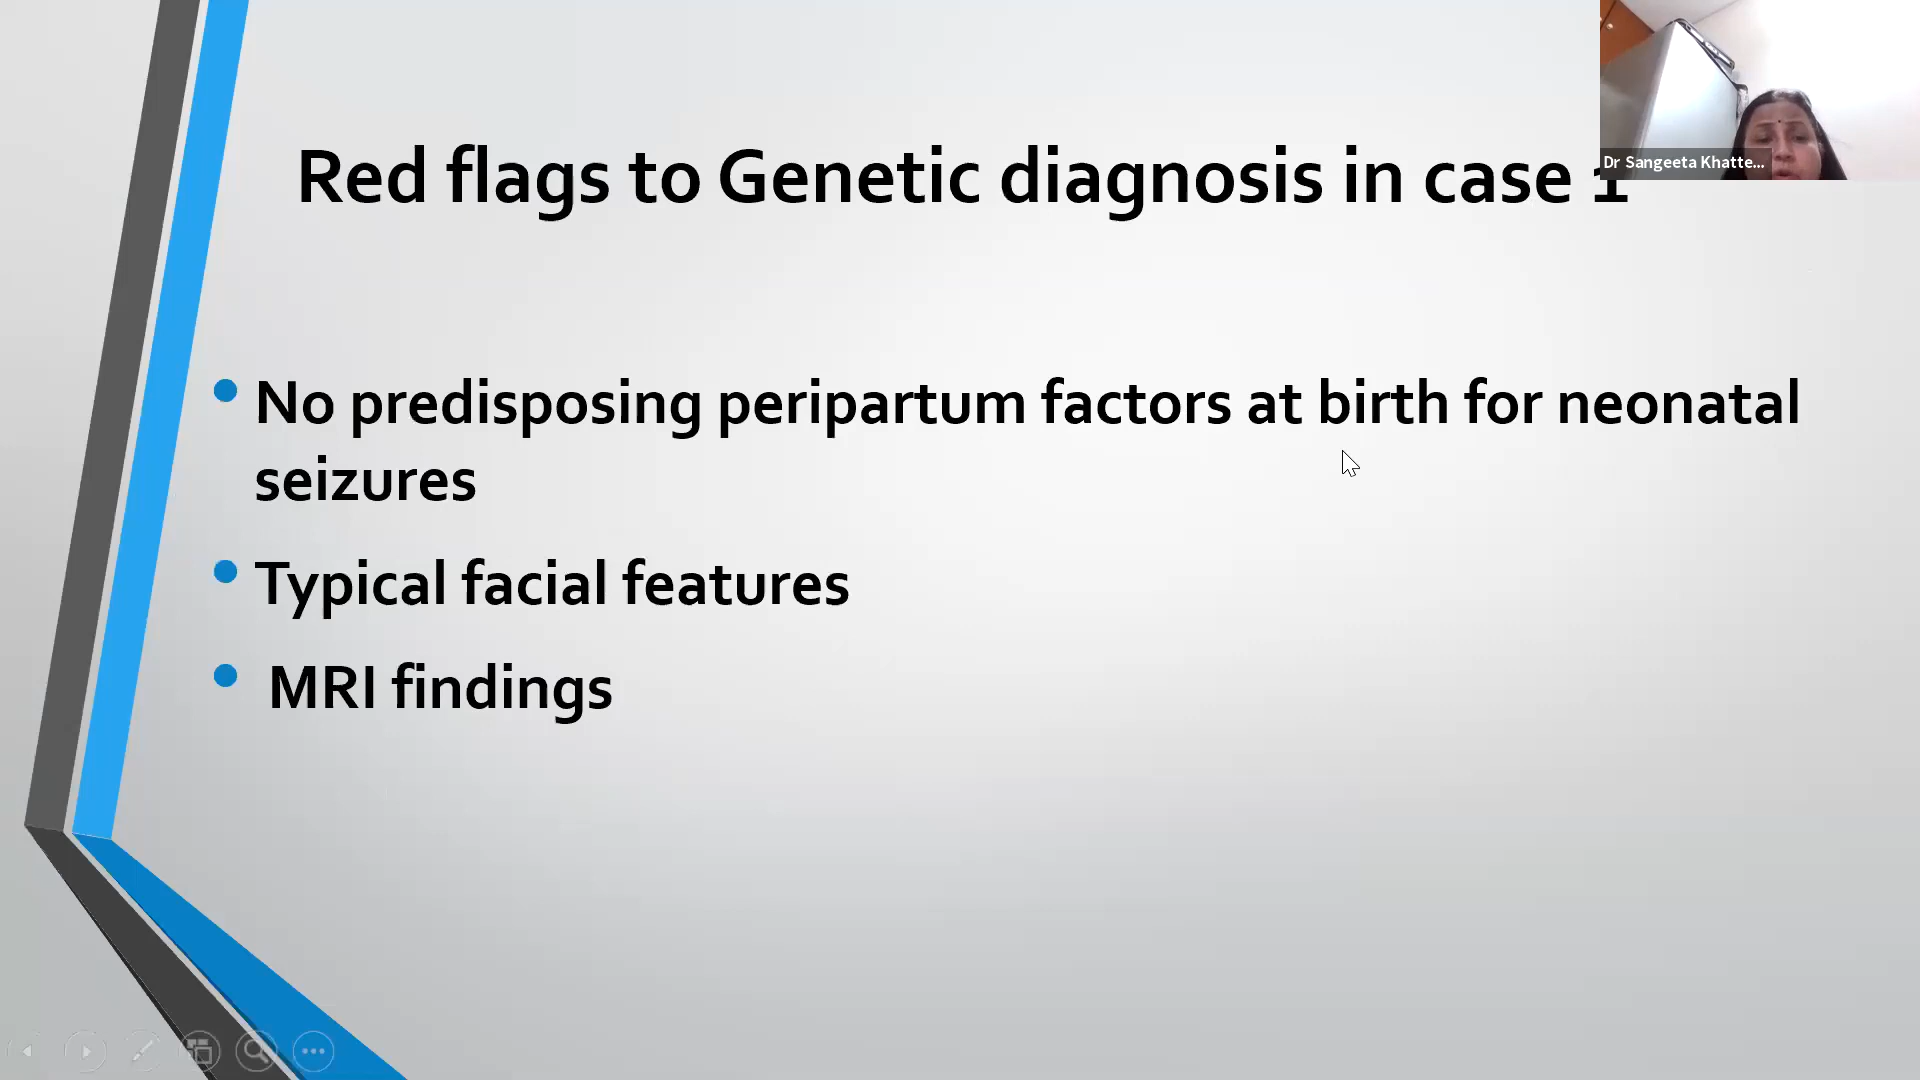 Red flags to Genetic diagnosis in case 1
Dr Sangeeta Khatte...
No predisposing peripartum factors at birth for neonatal
seizures
Typical facial features
MRI findings